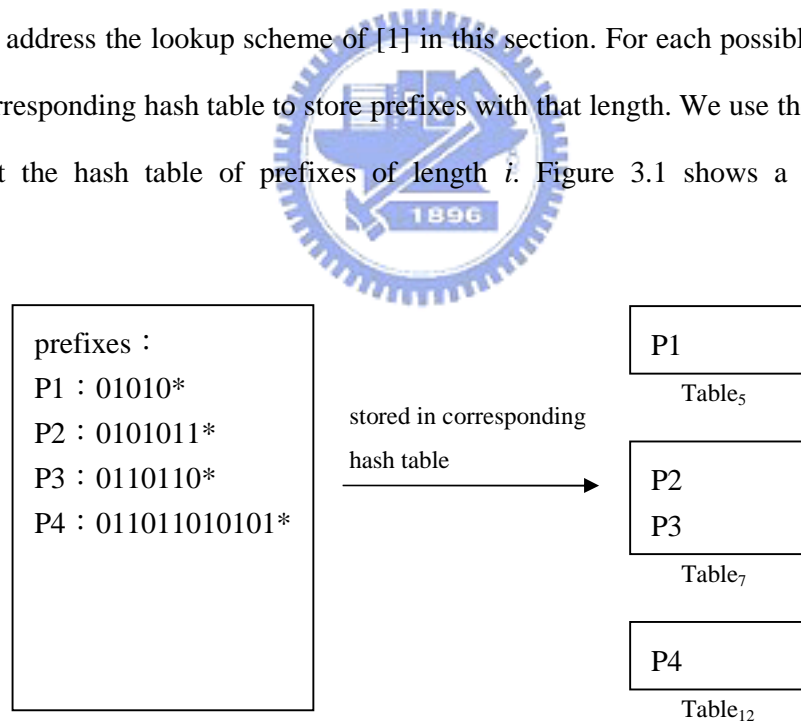 address the lookup scheme of [1] in this section. For each possibl
rresponding hash table to store prefixes with that length. We use th
t the hash table of prefixes of length i. Figure 3.1 shows a
1896
prefixes：
P1：01010*
P2：0101011*
P3：0110110*
P4：011011010101*
stored in corresponding
hash table
P1
Table₅
P2
P3
Table₇
P4
Table₁₂